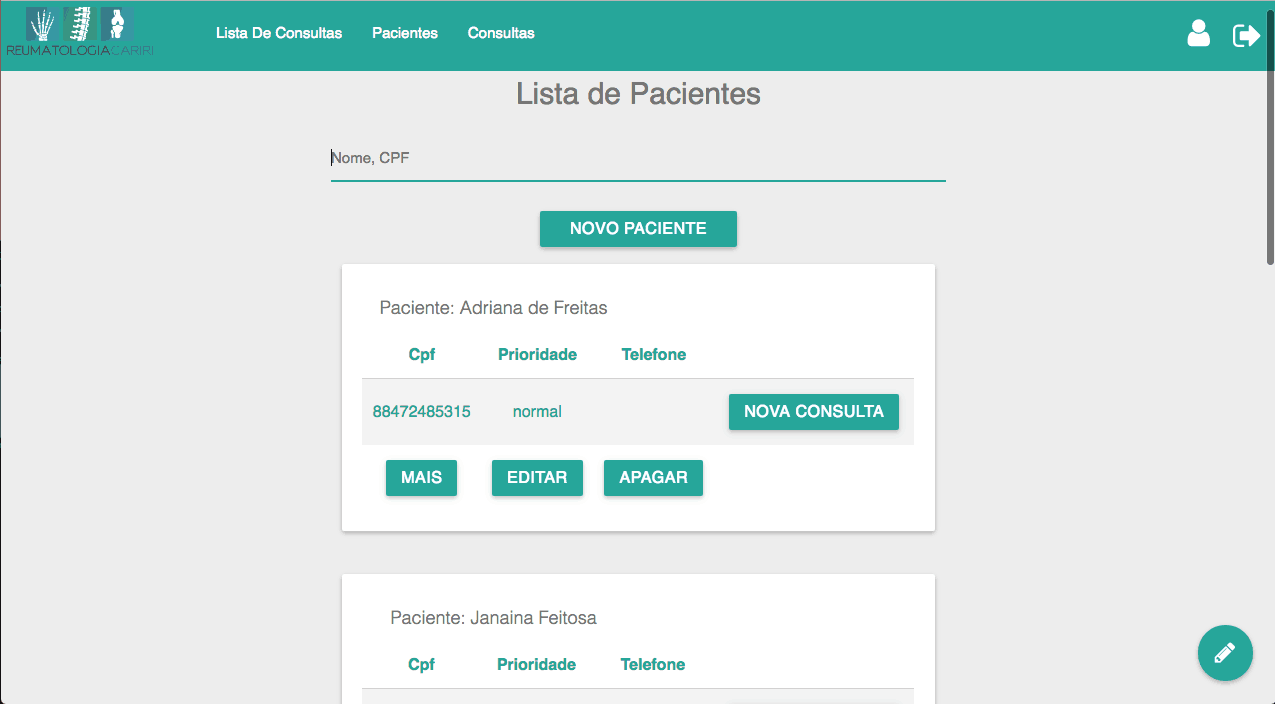 REUMATOLOGIACARIRI
Lista De Consultas Pacientes Consultas
Lista de Pacientes
Nome, CPF
NOVO PACIENTE
Paciente: Adriana de Freitas
Cpf Prioridade Telefone
88472485315 normal NOVA CONSULTA
MAIS EDITAR APAGAR
Paciente: Janaina Feitosa
Cpf Prioridade Telefone